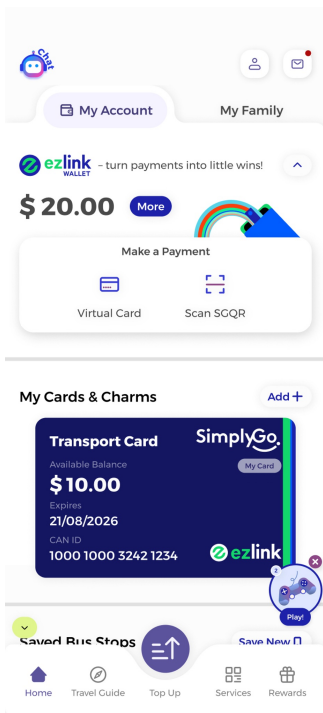 Chat
My Account
My Family
ezlink
WALLET
– turn payments into little wins!
$ 20.00
More
Make a Payment
Virtual Card
Scan SGQR
My Cards & Charms
Add +
Transport Card
SimplyGo.
Available Balance
My Card
$ 10.00
Expires
21/08/2026
CAN ID
1000 1000 3242 1234
ezlink
2
Play!
Saved Bus Stops
Save New
Home
Travel Guide
Top Up
Services
Rewards